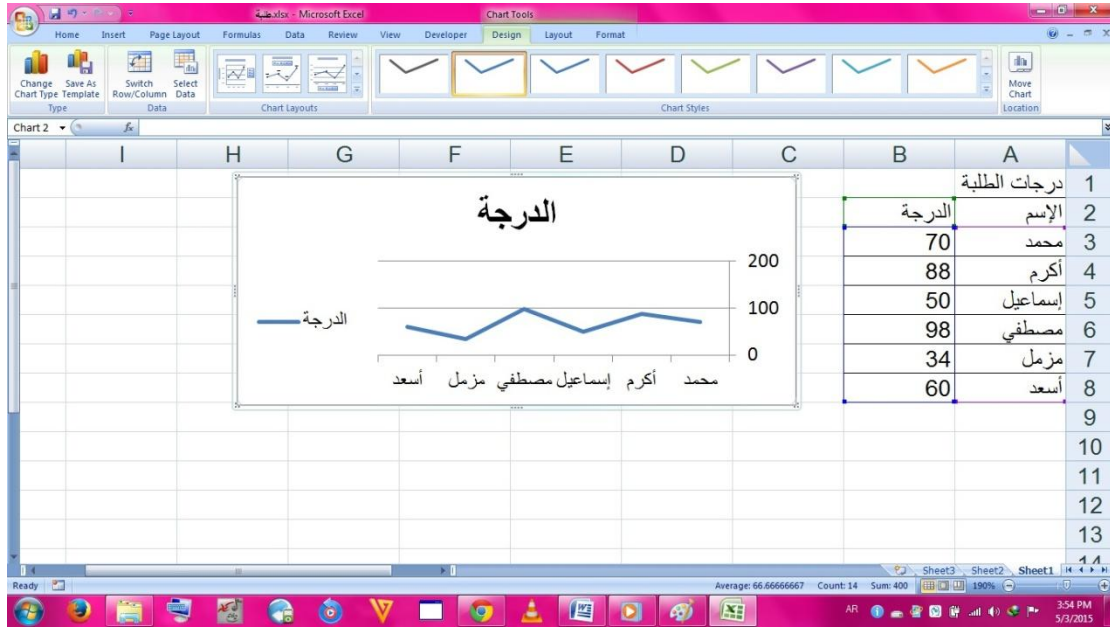 طلبة.xlsx - Microsoft Excel
Chart Tools
Home Insert Page Layout Formulas Data Review View Developer Design Layout Format
Change Chart Type
Save As Template
Switch Row/Column
Select Data
Move Chart
Type Data Chart Layouts Chart Styles Location
Chart 2 fx
I H G F E D C B A
درجات الطلبة 1
الإسم الدرجة 2
محمد 70 3
أكرم 88 4
إسماعيل 50 5
مصطفي 98 6
مزمل 34 7
أسعد 60 8
9
10
11
12
13
14
الدرجة
200
100
0
الدرجة
محمد أكرم إسماعيل مصطفي مزمل أسعد
Sheet3 Sheet2 Sheet1
Ready Average: 66.66666667 Count: 14 Sum: 400 190%
AR 3:54 PM
5/3/2015